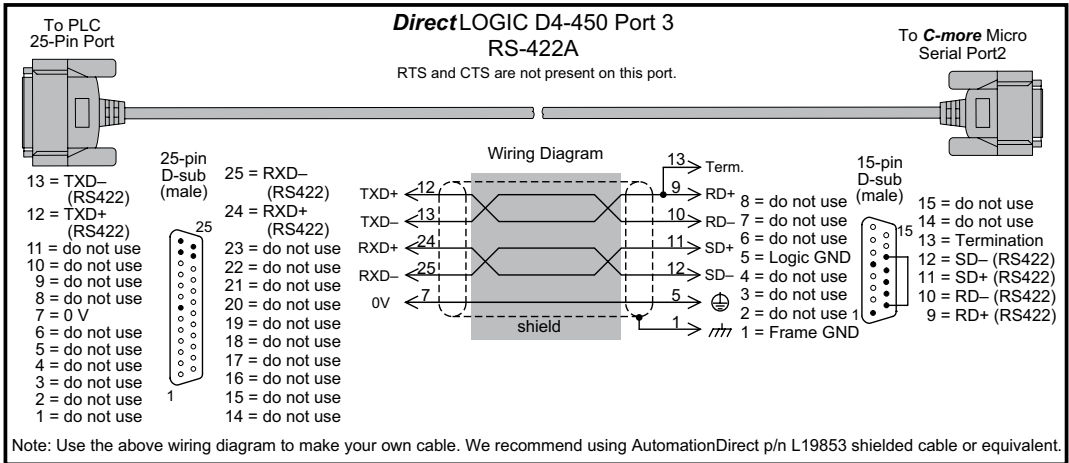 To PLC
25-Pin Port
DirectLOGIC D4-450 Port 3
RS-422A
RTS and CTS are not present on this port.
To C-more Micro
Serial Port2
25-pin
D-sub
(male)
13 = TXD–
(RS422)
12 = TXD+
(RS422)
11 = do not use
10 = do not use
9 = do not use
8 = do not use
7 = 0 V
6 = do not use
5 = do not use
4 = do not use
3 = do not use
2 = do not use
1 = do not use
25
1
25 = RXD–
(RS422)
24 = RXD+
(RS422)
23 = do not use
22 = do not use
21 = do not use
20 = do not use
19 = do not use
18 = do not use
17 = do not use
16 = do not use
15 = do not use
14 = do not use
Wiring Diagram
13 Term.
TXD+ 12 9 RD+
TXD– 13 10 RD–
RXD+ 24 11 SD+
RXD– 25 12 SD–
0V 7 5
shield
1
8 = do not use
7 = do not use
6 = do not use
5 = Logic GND
4 = do not use
3 = do not use
2 = do not use
1 = Frame GND
15-pin
D-sub
(male)
15
1
15 = do not use
14 = do not use
13 = Termination
12 = SD– (RS422)
11 = SD+ (RS422)
10 = RD– (RS422)
9 = RD+ (RS422)
Note: Use the above wiring diagram to make your own cable. We recommend using AutomationDirect p/n L19853 shielded cable or equivalent.